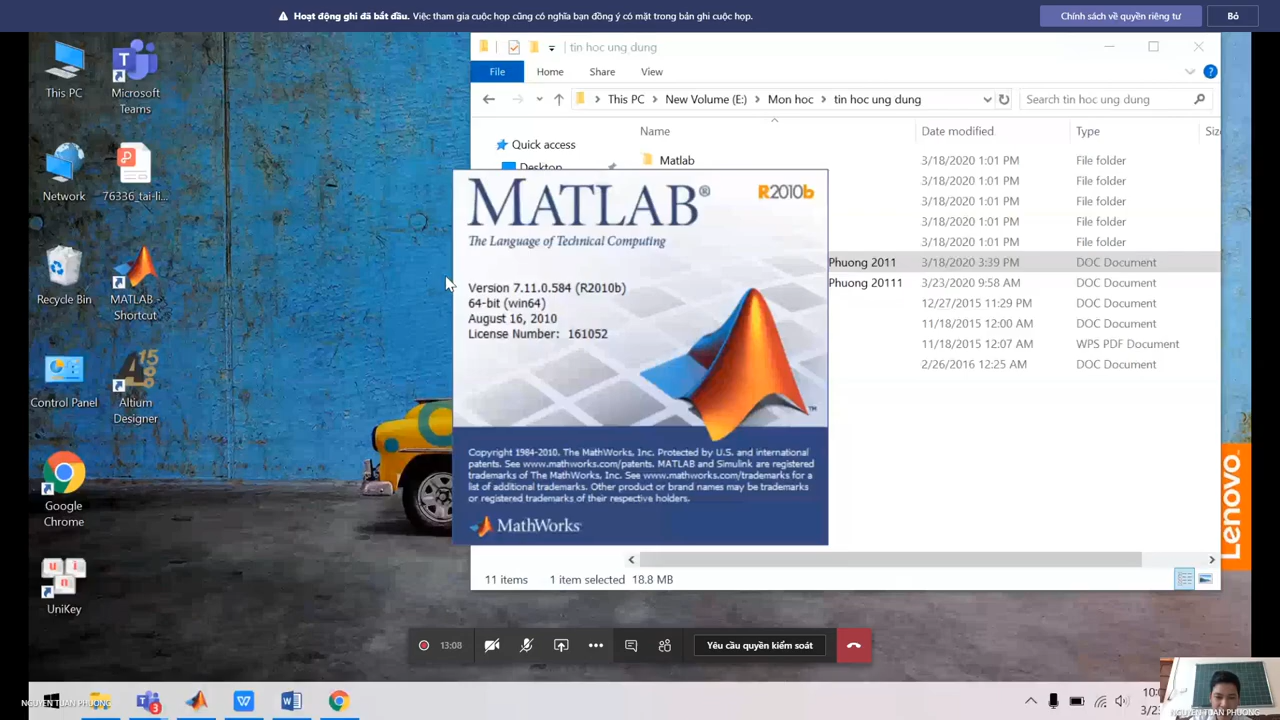 Hoạt động ghi đã bắt đầu. Việc tham gia cuộc họp cũng có nghĩa bạn đồng ý có mặt trong bản ghi cuộc họp.
Chính sách về quyền riêng tư
Bỏ
This PC
Microsoft Teams
Network
76336_tai-li...
Recycle Bin
MATLAB - Shortcut
Control Panel
Altium Designer
Google Chrome
UniKey
tin hoc ung dung
File Home Share View
This PC > New Volume (E:) > Mon hoc > tin hoc ung dung
Search tin hoc ung dung
Name Date modified Type
Quick access
Desktop
Matlab 3/18/2020 1:01 PM File folder
3/18/2020 1:01 PM File folder
3/18/2020 1:01 PM File folder
3/18/2020 1:01 PM File folder
3/18/2020 1:01 PM File folder
Phuong 2011 3/18/2020 3:39 PM DOC Document
Phuong 20111 3/23/2020 9:58 AM DOC Document
12/27/2015 11:29 PM DOC Document
11/18/2015 12:00 AM DOC Document
11/18/2015 12:07 AM WPS PDF Document
2/26/2016 12:25 AM DOC Document
MATLAB®
R2010b
The Language of Technical Computing
Version 7.11.0.584 (R2010b)
64-bit (win64)
August 16, 2010
License Number: 161052
Copyright 1984-2010. The MathWorks, Inc. Protected by U.S. and international
patents. See www.mathworks.com/patents. MATLAB and Simulink are registered
trademarks of The MathWorks, Inc. See www.mathworks.com/trademarks for a
list of additional trademarks. Other product or brand names may be trademarks
or registered trademarks of their respective holders.
MathWorks
11 items 1 item selected 18.8 MB
Lenovo
13:08
Yêu cầu quyền kiểm soát
NGUYEN TUAN PHUONG
NGUYEN TUAN PHUONG